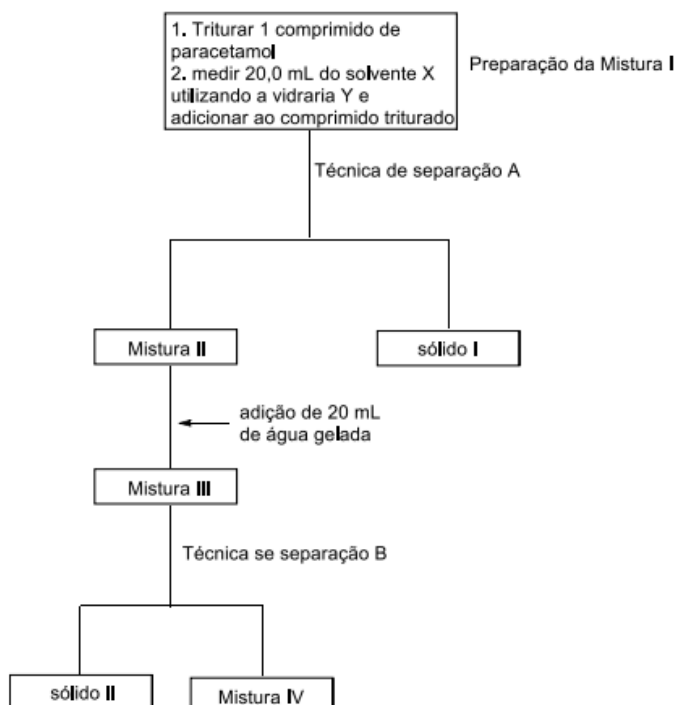 1. Triturar 1 comprimido de
paracetamol
2. medir 20,0 mL do solvente X
utilizando a vidraria Y e
adicionar ao comprimido triturado
Preparação da Mistura I
Técnica de separação A
Mistura II
sólido I
adição de 20 mL
de água gelada
Mistura III
Técnica se separação B
sólido II
Mistura IV